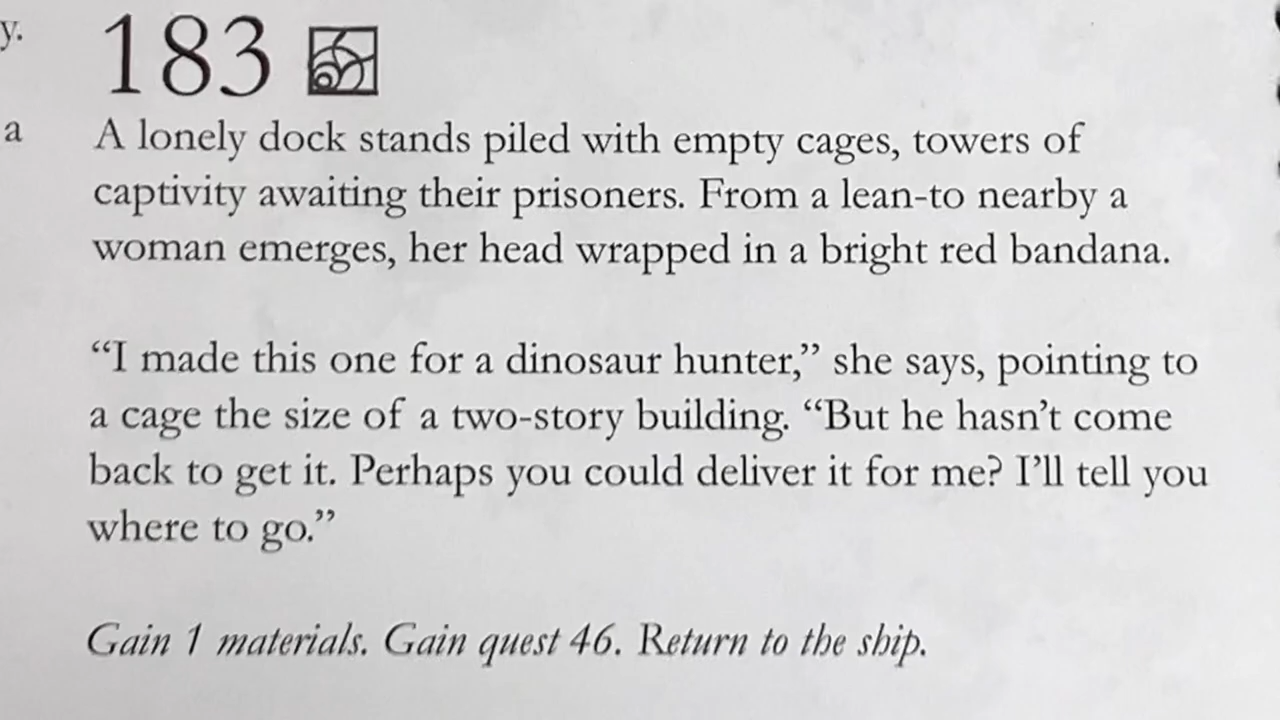 y.
183
a
A lonely dock stands piled with empty cages, towers of
captivity awaiting their prisoners. From a lean-to nearby a
woman emerges, her head wrapped in a bright red bandana.
“I made this one for a dinosaur hunter,” she says, pointing to
a cage the size of a two-story building. “But he hasn’t come
back to get it. Perhaps you could deliver it for me? I’ll tell you
where to go.”
Gain 1 materials. Gain quest 46. Return to the ship.